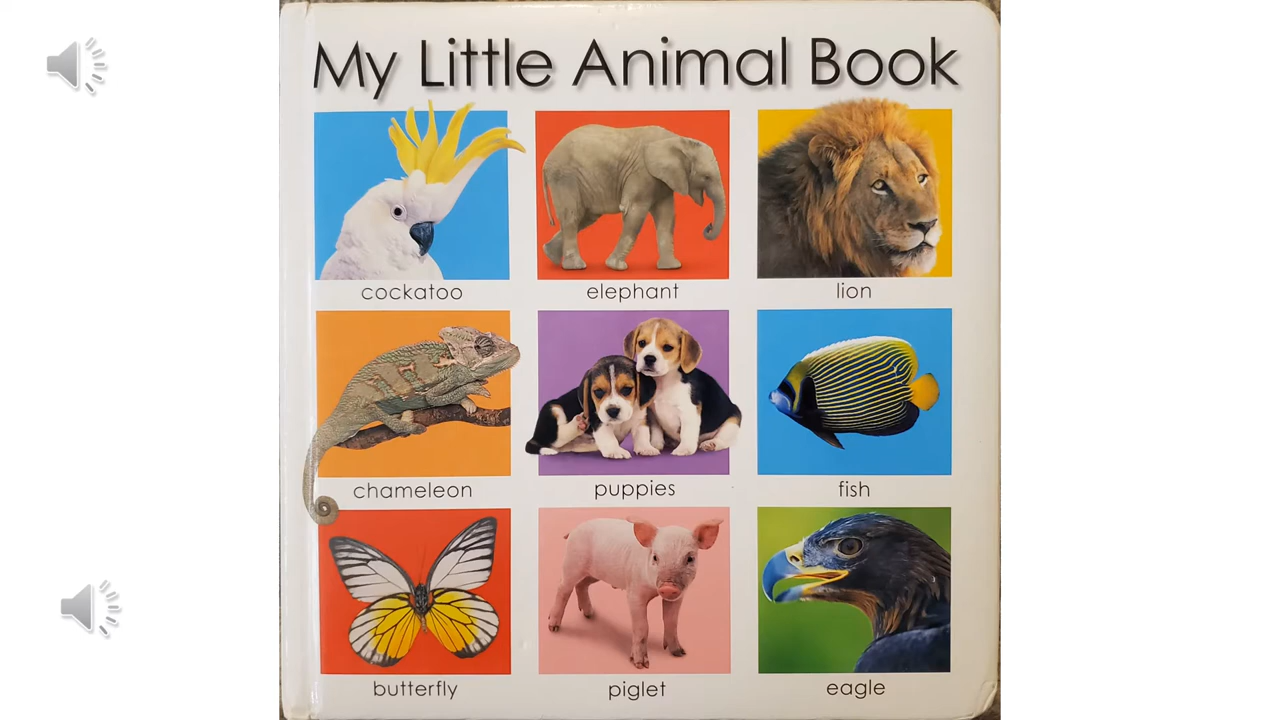 My Little Animal Book
cockatoo elephant lion
chameleon puppies fish
butterfly piglet eagle